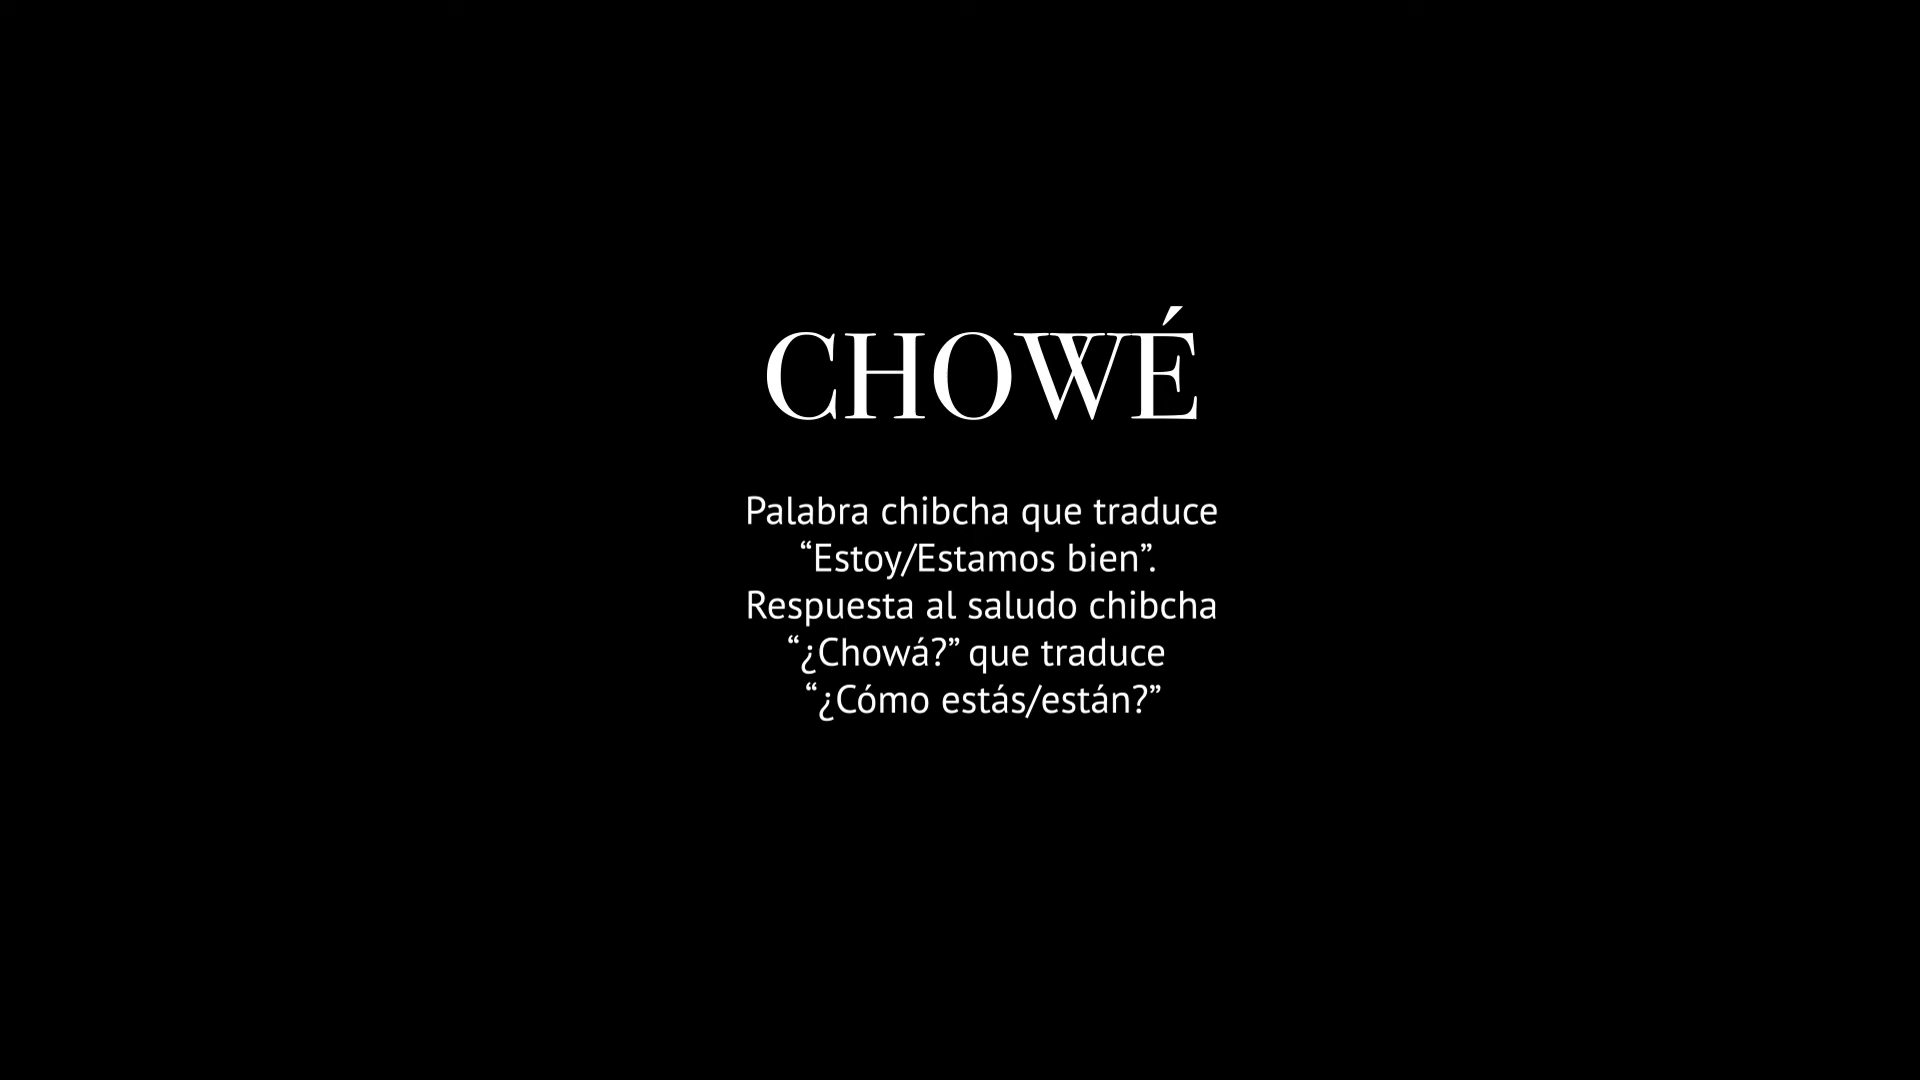 CHOWÉ
Palabra chibcha que traduce
“Estoy/Estamos bien”.
Respuesta al saludo chibcha
“¿Chowá?” que traduce
“¿Cómo estás/están?”